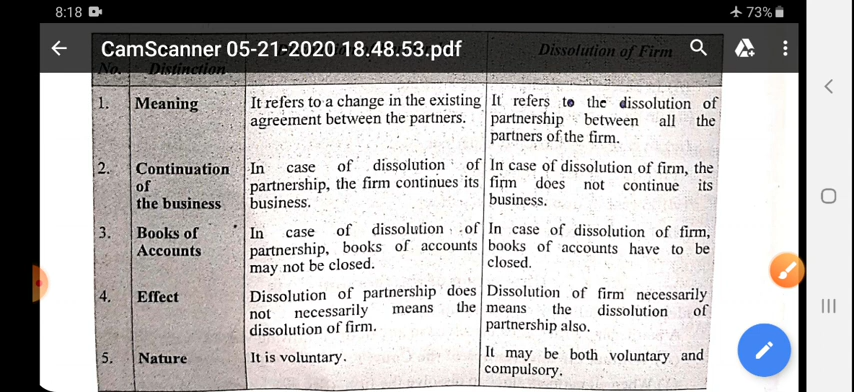 8:18
73%
CamScanner 05-21-2020 18.48.53.pdf
Dissolution of Firm
No. Distinction
1. Meaning It refers to a change in the existing It refers to the dissolution of
agreement between the partners. partnership between all the
partners of the firm.
2. Continuation In case of dissolution of In case of dissolution of firm, the
of partnership, the firm continues its firm does not continue its
the business business. business.
3. Books of In case of dissolution of In case of dissolution of firm,
Accounts partnership, books of accounts books of accounts have to be
may not be closed. closed.
4. Effect Dissolution of partnership does Dissolution of firm necessarily
not necessarily means the means the dissolution of
dissolution of firm. partnership also.
5. Nature It is voluntary. It may be both voluntary and
compulsory.